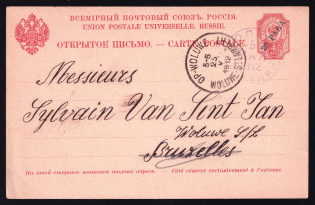 ВСЕМІРНЫЙ ПОЧТОВЫЙ СОЮЗЪ. РОССІЯ.
UNION POSTALE UNIVERSELLE. RUSSIE.
ОТКРЫТОЕ ПИСЬМО. — CARTE POSTALE.
Messieurs
Sylvain Van Sint Jan
Woluwe
Bruxelles
На этой сторонѣ пишется только адресъ. Côté réservé exclusivement à l'adresse.